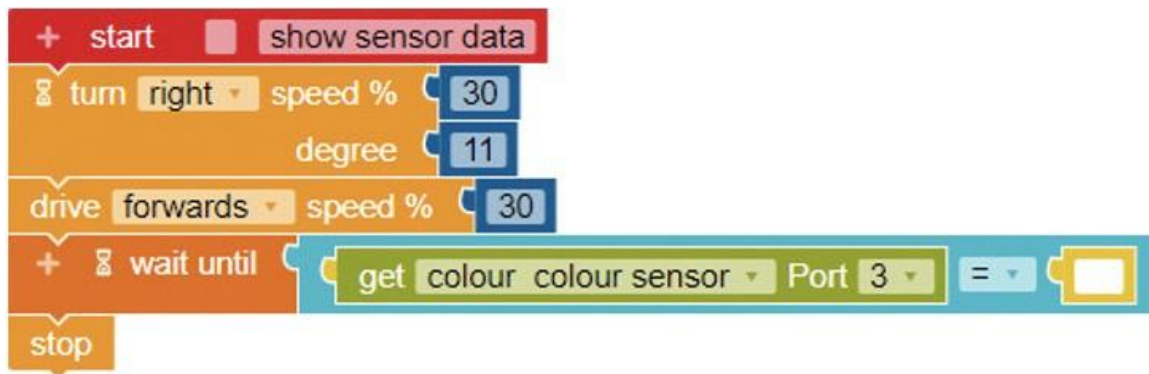 + start show sensor data
turn right speed % 30
degree 11
drive forwards speed % 30
+ wait until get colour colour sensor Port 3 =
stop